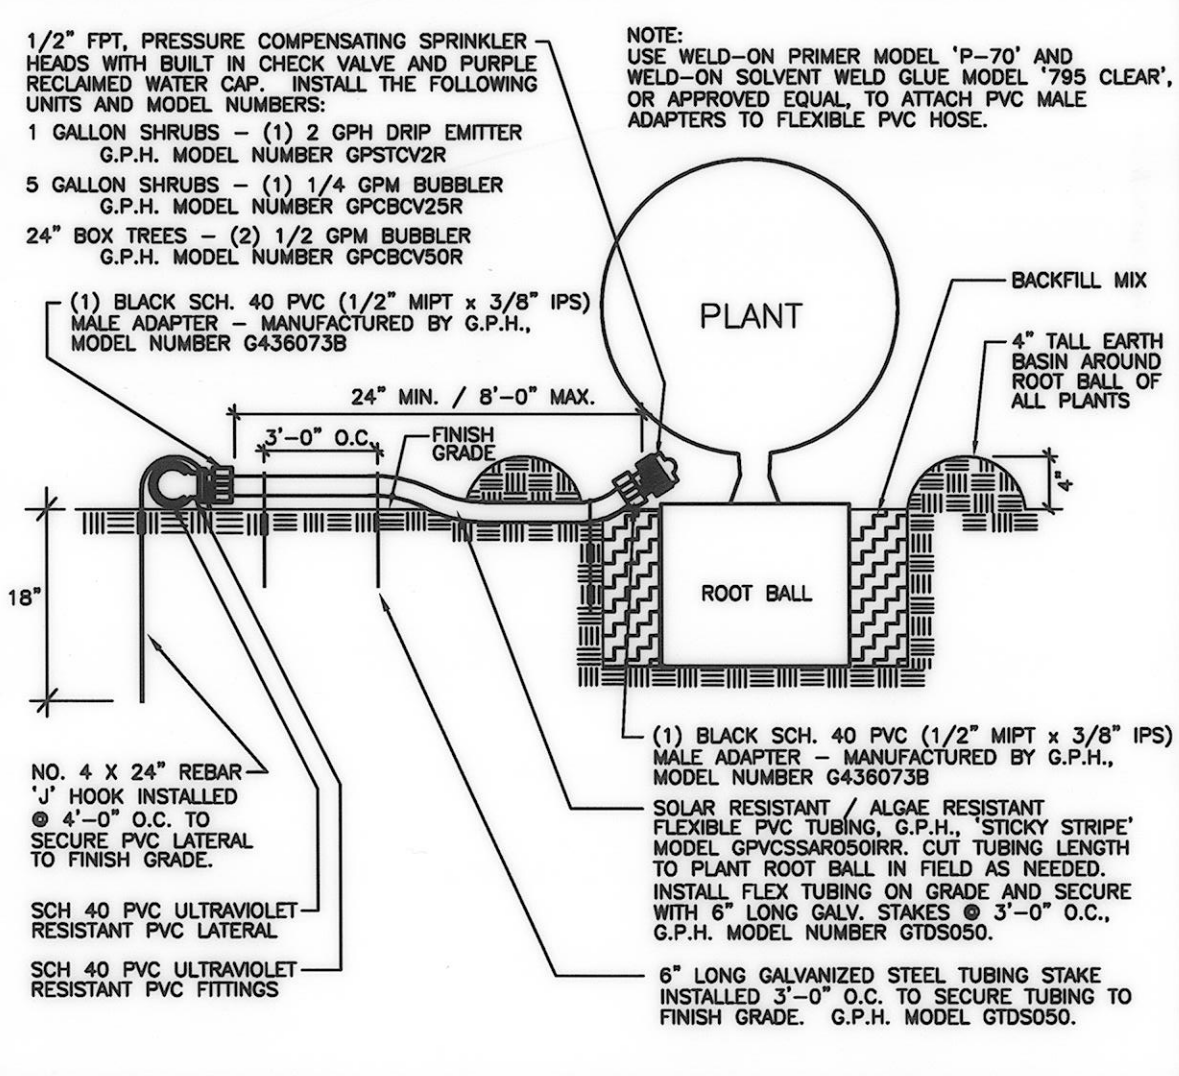 1/2" FPT, PRESSURE COMPENSATING SPRINKLER
HEADS WITH BUILT IN CHECK VALVE AND PURPLE
RECLAIMED WATER CAP. INSTALL THE FOLLOWING
UNITS AND MODEL NUMBERS:
1 GALLON SHRUBS – (1) 2 GPH DRIP EMITTER
G.P.H. MODEL NUMBER GPSTCV2R
5 GALLON SHRUBS – (1) 1/4 GPM BUBBLER
G.P.H. MODEL NUMBER GPCBCV25R
24" BOX TREES – (2) 1/2 GPM BUBBLER
G.P.H. MODEL NUMBER GPCBCV50R
(1) BLACK SCH. 40 PVC (1/2" MIPT x 3/8" IPS)
MALE ADAPTER – MANUFACTURED BY G.P.H.,
MODEL NUMBER G436073B
NOTE:
USE WELD-ON PRIMER MODEL 'P-70' AND
WELD-ON SOLVENT WELD GLUE MODEL '795 CLEAR',
OR APPROVED EQUAL, TO ATTACH PVC MALE
ADAPTERS TO FLEXIBLE PVC HOSE.
PLANT
BACKFILL MIX
4" TALL EARTH
BASIN AROUND
ROOT BALL OF
ALL PLANTS
24" MIN. / 8'-0" MAX.
3'-0" O.C.
FINISH
GRADE
4"
18"
ROOT BALL
NO. 4 X 24" REBAR
'J' HOOK INSTALLED
@ 4'-0" O.C. TO
SECURE PVC LATERAL
TO FINISH GRADE.
SCH 40 PVC ULTRAVIOLET
RESISTANT PVC LATERAL
SCH 40 PVC ULTRAVIOLET
RESISTANT PVC FITTINGS
(1) BLACK SCH. 40 PVC (1/2" MIPT x 3/8" IPS)
MALE ADAPTER – MANUFACTURED BY G.P.H.,
MODEL NUMBER G436073B
SOLAR RESISTANT / ALGAE RESISTANT
FLEXIBLE PVC TUBING, G.P.H., 'STICKY STRIPE'
MODEL GPVCSSAR050IRR. CUT TUBING LENGTH
TO PLANT ROOT BALL IN FIELD AS NEEDED.
INSTALL FLEX TUBING ON GRADE AND SECURE
WITH 6" LONG GALV. STAKES @ 3'-0" O.C.,
G.P.H. MODEL NUMBER GTDS050.
6" LONG GALVANIZED STEEL TUBING STAKE
INSTALLED 3'-0" O.C. TO SECURE TUBING TO
FINISH GRADE. G.P.H. MODEL GTDS050.